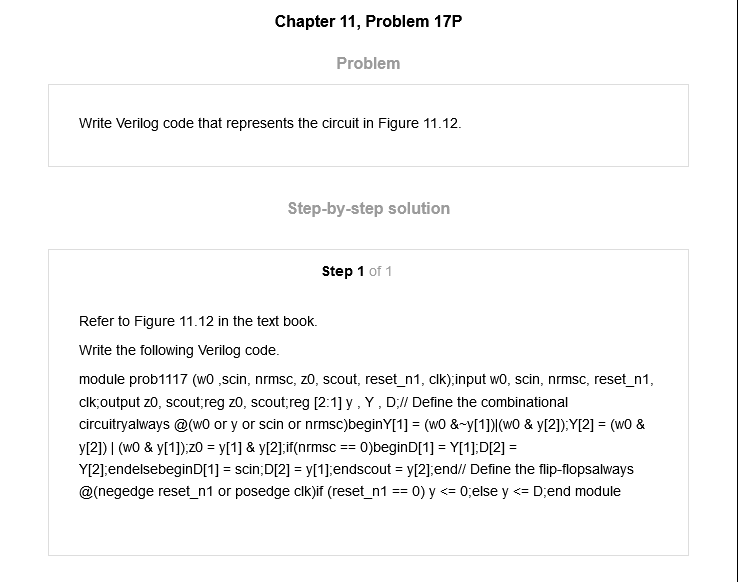 Chapter 11, Problem 17P
Problem
Write Verilog code that represents the circuit in Figure 11.12.
Step-by-step solution
Step 1 of 1
Refer to Figure 11.12 in the text book.
Write the following Verilog code.
module prob1117 (w0 ,scin, nrmsc, z0, scout, reset_n1, clk);input w0, scin, nrmsc, reset_n1,
clk;output z0, scout;reg z0, scout;reg [2:1] y , Y , D;// Define the combinational
circuitryalways @(w0 or y or scin or nrmsc)beginY[1] = (w0 &~y[1])|(w0 & y[2]);Y[2] = (w0 &
y[2]) | (w0 & y[1]);z0 = y[1] & y[2];if(nrmsc == 0)beginD[1] = Y[1];D[2] =
Y[2];endelsebeginD[1] = scin;D[2] = y[1];endscout = y[2];end// Define the flip-flopsalways
@(negedge reset_n1 or posedge clk)if (reset_n1 == 0) y <= 0;else y <= D;end module